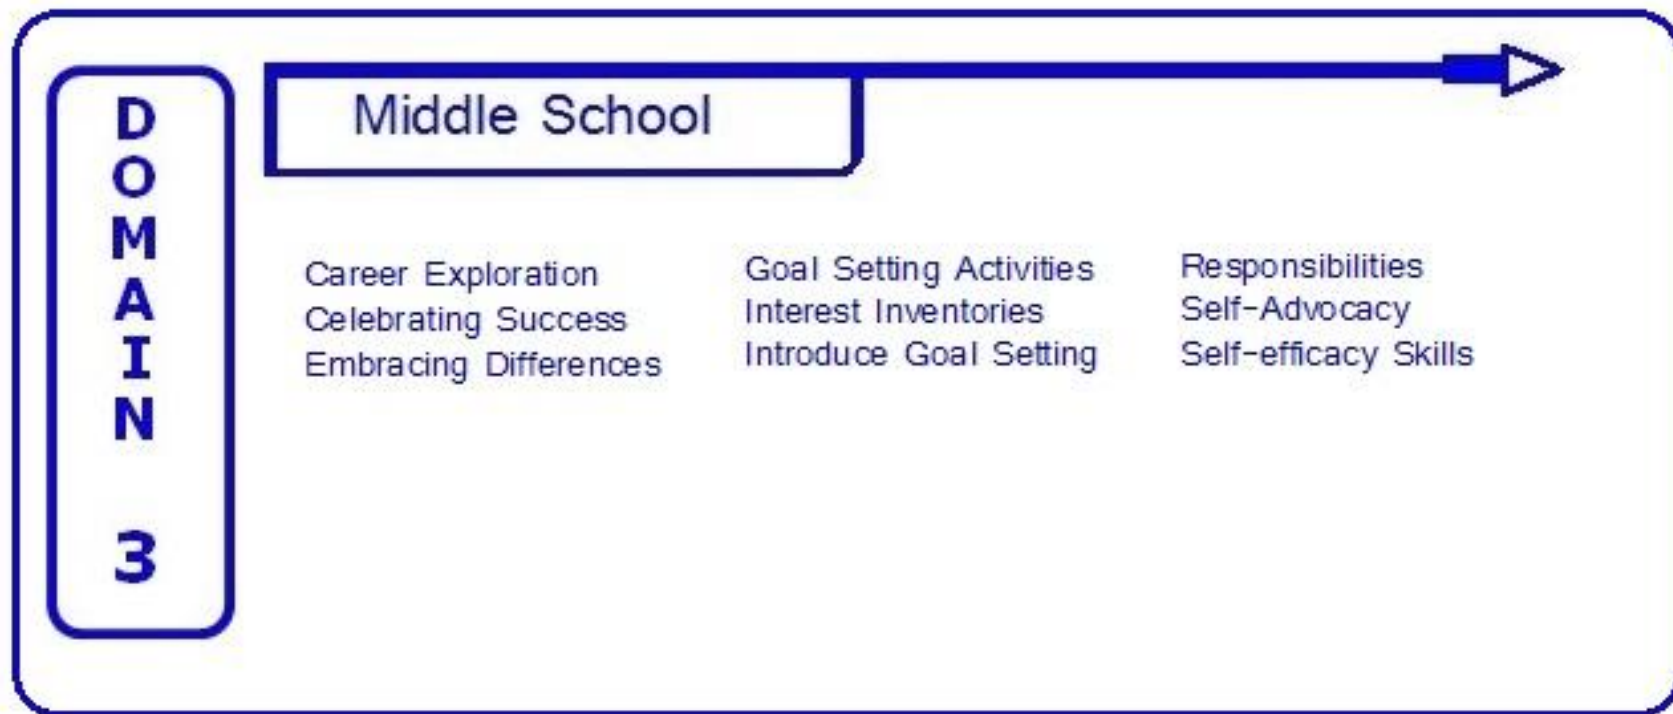 DOMAIN 3
Middle School
Career Exploration
Celebrating Success
Embracing Differences
Goal Setting Activities
Interest Inventories
Introduce Goal Setting
Responsibilities
Self-Advocacy
Self-efficacy Skills